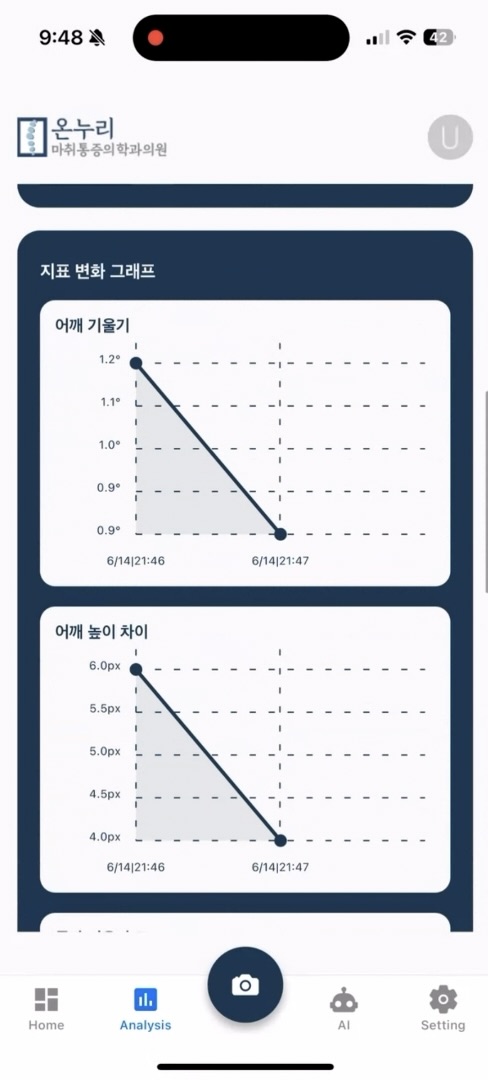 9:48
42
온누리
마취통증의학과의원
U
지표 변화 그래프
어깨 기울기
1.2°
1.1°
1.0°
0.9°
0.9°
6/14|21:46
6/14|21:47
어깨 높이 차이
6.0px
5.5px
5.0px
4.5px
4.0px
6/14|21:46
6/14|21:47
Home
Analysis
AI
Setting